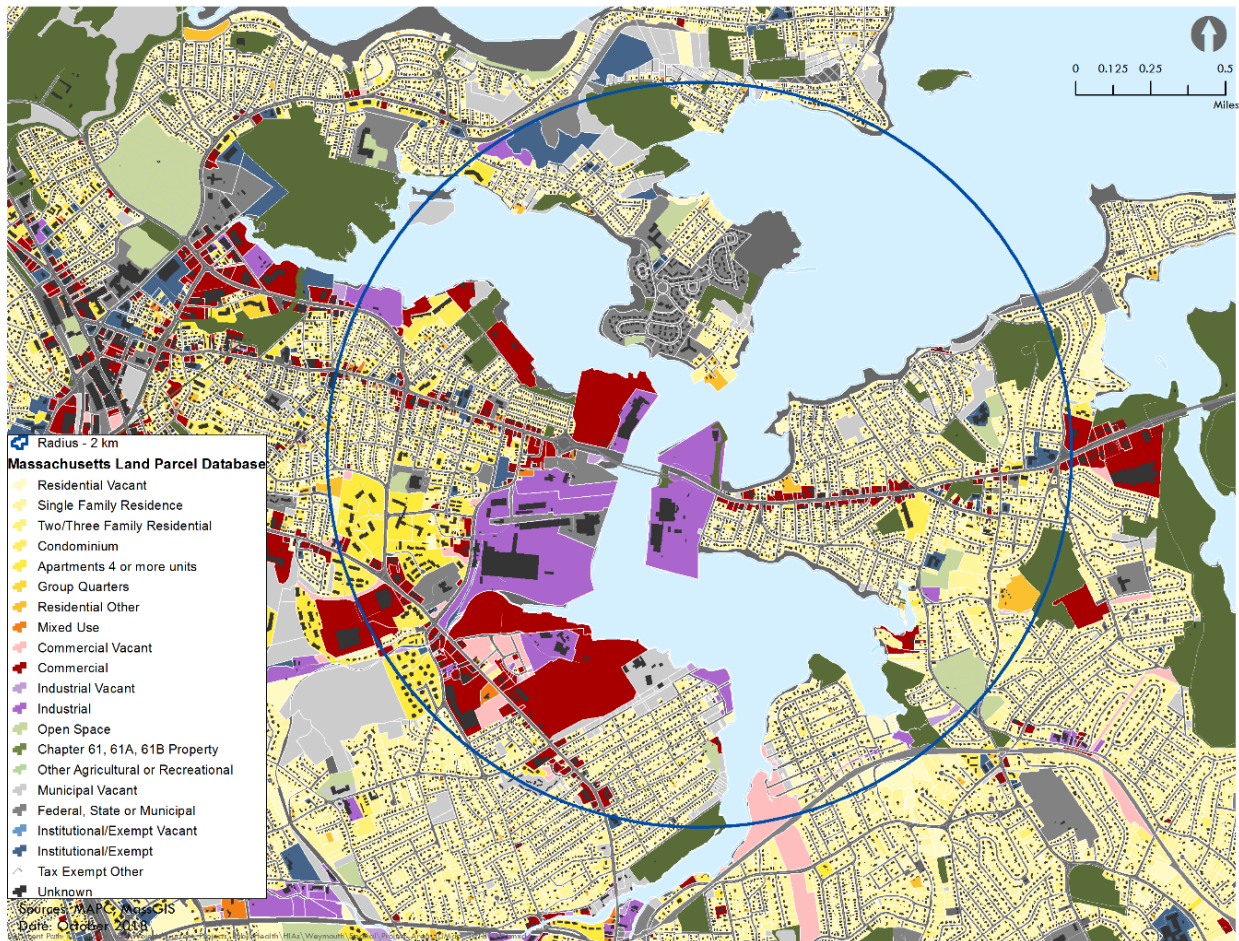 0 0.125 0.25 0.5
Miles
Radius - 2 km
Massachusetts Land Parcel Database
Residential Vacant
Single Family Residence
Two/Three Family Residential
Condominium
Apartments 4 or more units
Group Quarters
Residential Other
Mixed Use
Commercial Vacant
Commercial
Industrial Vacant
Industrial
Open Space
Chapter 61, 61A, 61B Property
Other Agricultural or Recreational
Municipal Vacant
Federal, State or Municipal
Institutional/Exempt Vacant
Institutional/Exempt
Tax Exempt Other
Unknown
Sources: MAPC, MassGIS
Date: October 2018